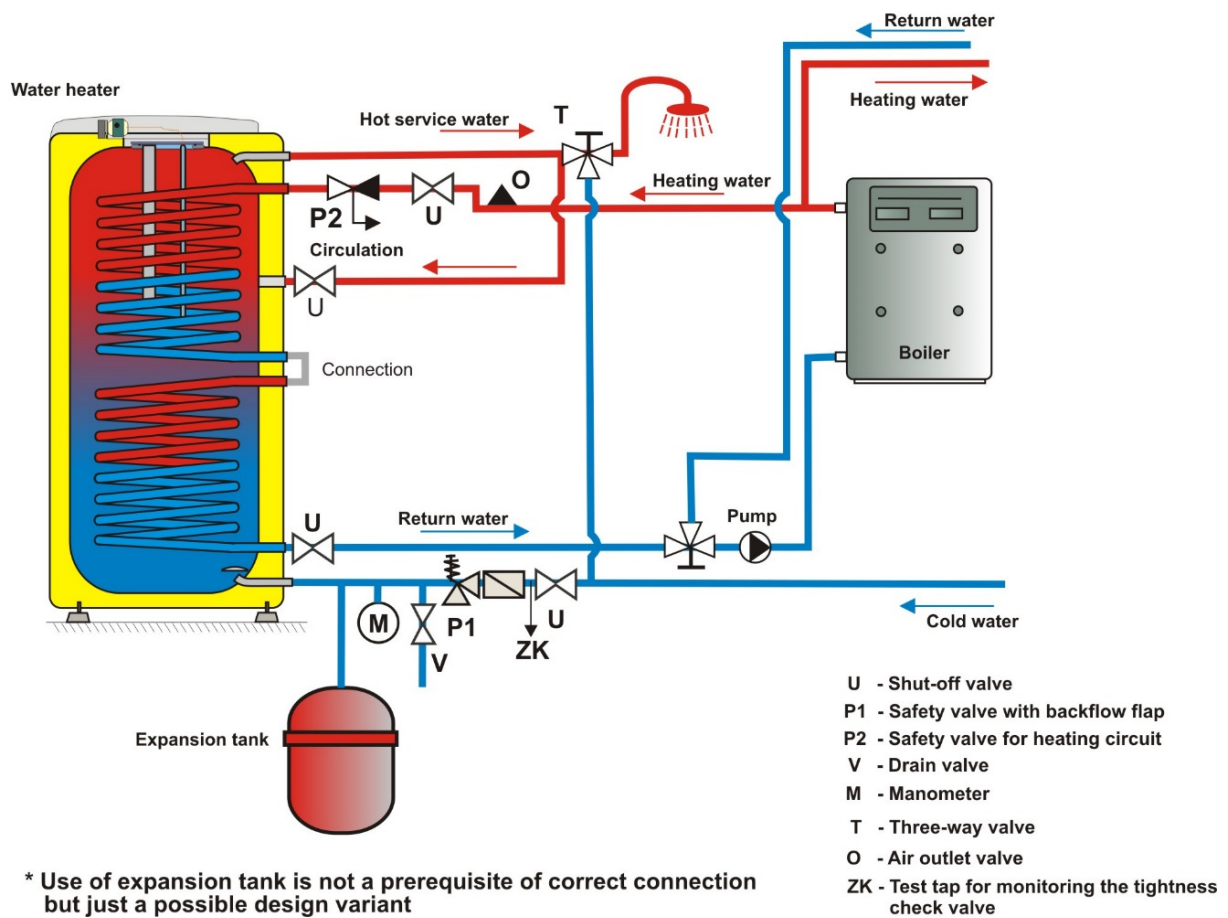 Return water
Water heater
Heating water
T
Hot service water
O
Heating water
P2
U
Circulation
U
Boiler
Connection
U
Return water
Pump
M
P1
U
Cold water
V
ZK
U - Shut-off valve
P1 - Safety valve with backflow flap
Expansion tank
P2 - Safety valve for heating circuit
V - Drain valve
M - Manometer
T - Three-way valve
O - Air outlet valve
ZK - Test tap for monitoring the tightness
check valve
* Use of expansion tank is not a prerequisite of correct connection
but just a possible design variant